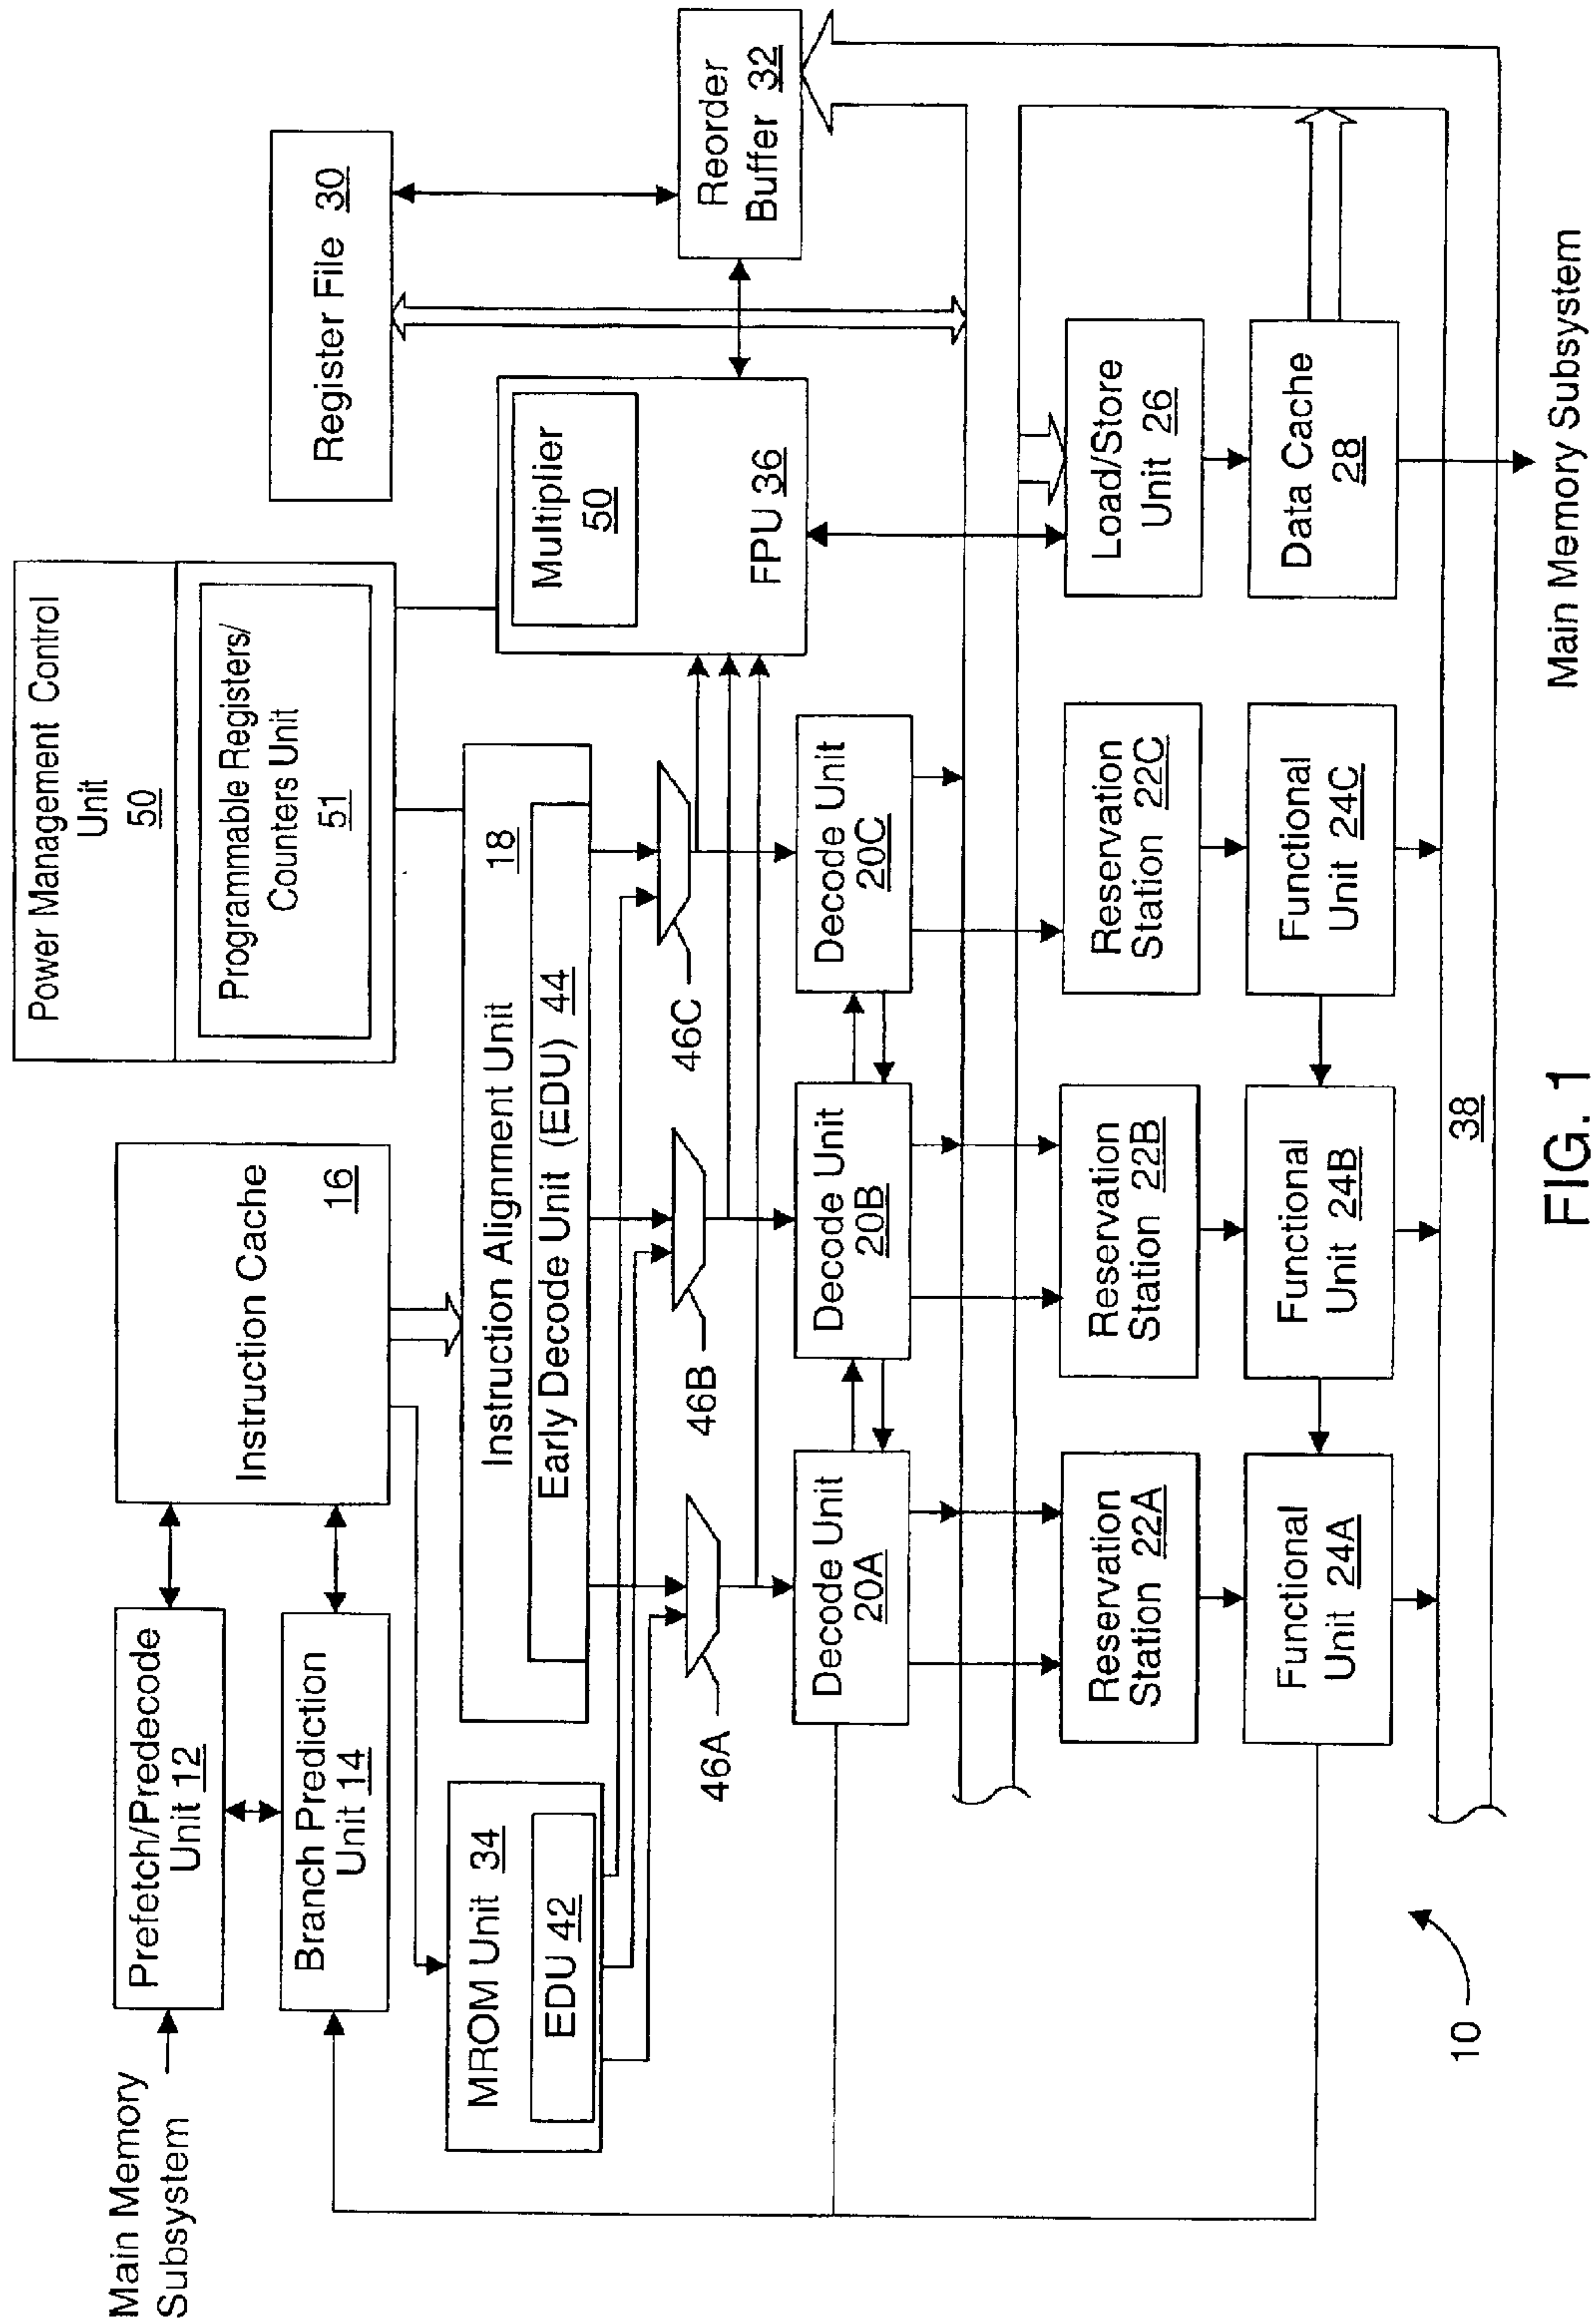 Main Memory
Subsystem
Prefetch/Predecode
Unit 12
Branch Prediction
Unit 14
Instruction Cache
16
Power Management Control
Unit
50
Programmable Registers/
Counters Unit
51
Register File 30
MROM Unit 34
EDU 42
Instruction Alignment Unit 18
Early Decode Unit (EDU) 44
Multiplier
50
FPU 36
Reorder
Buffer 32
46A
46B
46C
Decode Unit
20A
Decode Unit
20B
Decode Unit
20C
Reservation
Station 22A
Reservation
Station 22B
Reservation
Station 22C
Load/Store
Unit 26
Functional
Unit 24A
Functional
Unit 24B
Functional
Unit 24C
Data Cache
28
38
10
Main Memory Subsystem
FIG. 1